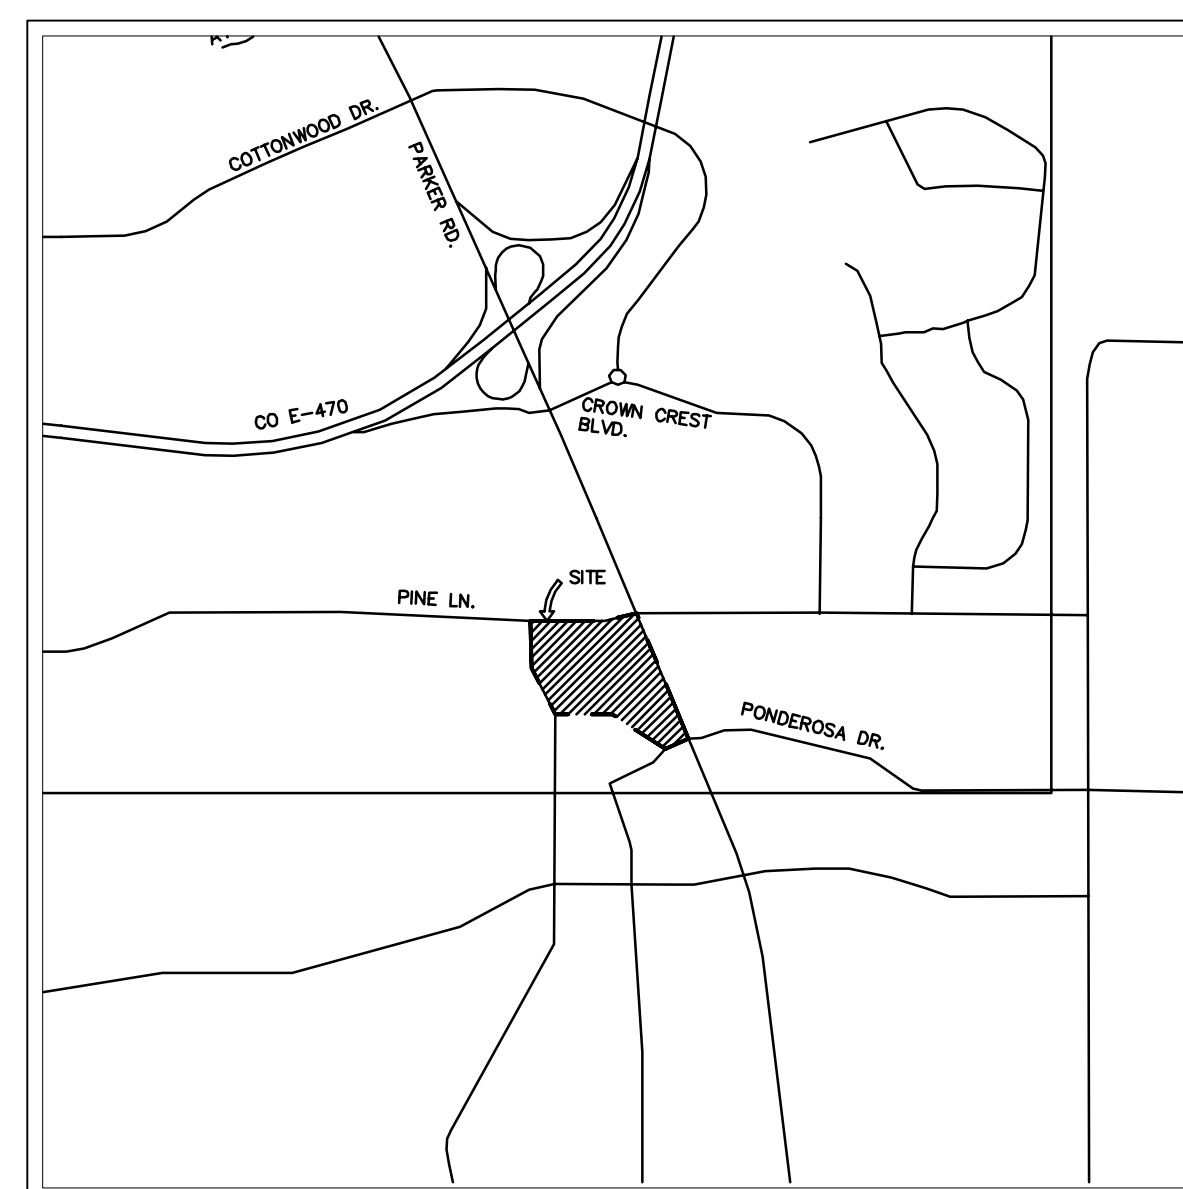 COTTONWOOD DR.
PARKER RD.
CO E-470
CROWN CREST
BLVD.
SITE
PINE LN.
PONDEROSA DR.